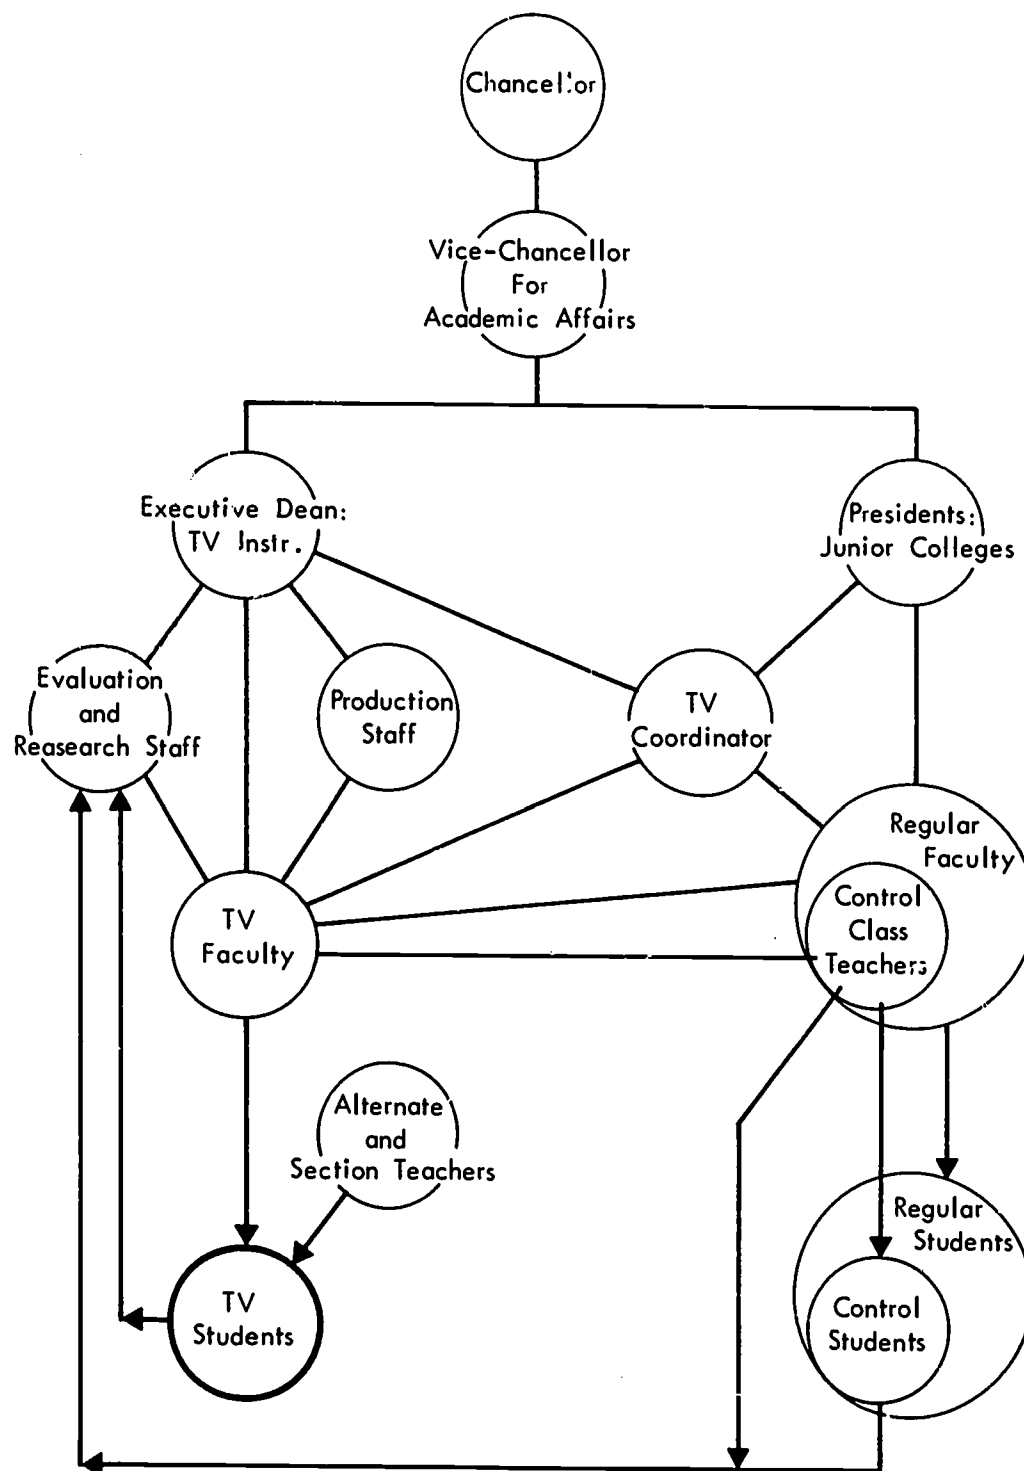 Chancellor
Vice-Chancellor
For
Academic Affairs
Executive Dean:
TV Instr.
Presidents:
Junior Colleges
Evaluation
and
Reasearch Staff
Production
Staff
TV
Coordinator
Regular
Faculty
Control
Class
Teachers
TV
Faculty
Alternate
and
Section Teachers
Regular
Students
TV
Students
Control
Students